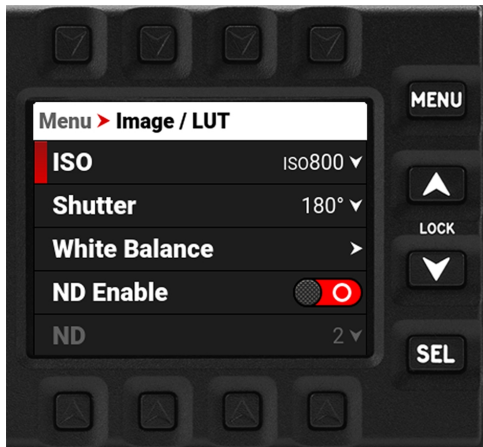 MENU
Menu > Image / LUT
ISO ISO800
Shutter 180°
LOCK
White Balance >
ND Enable
ND 2
SEL